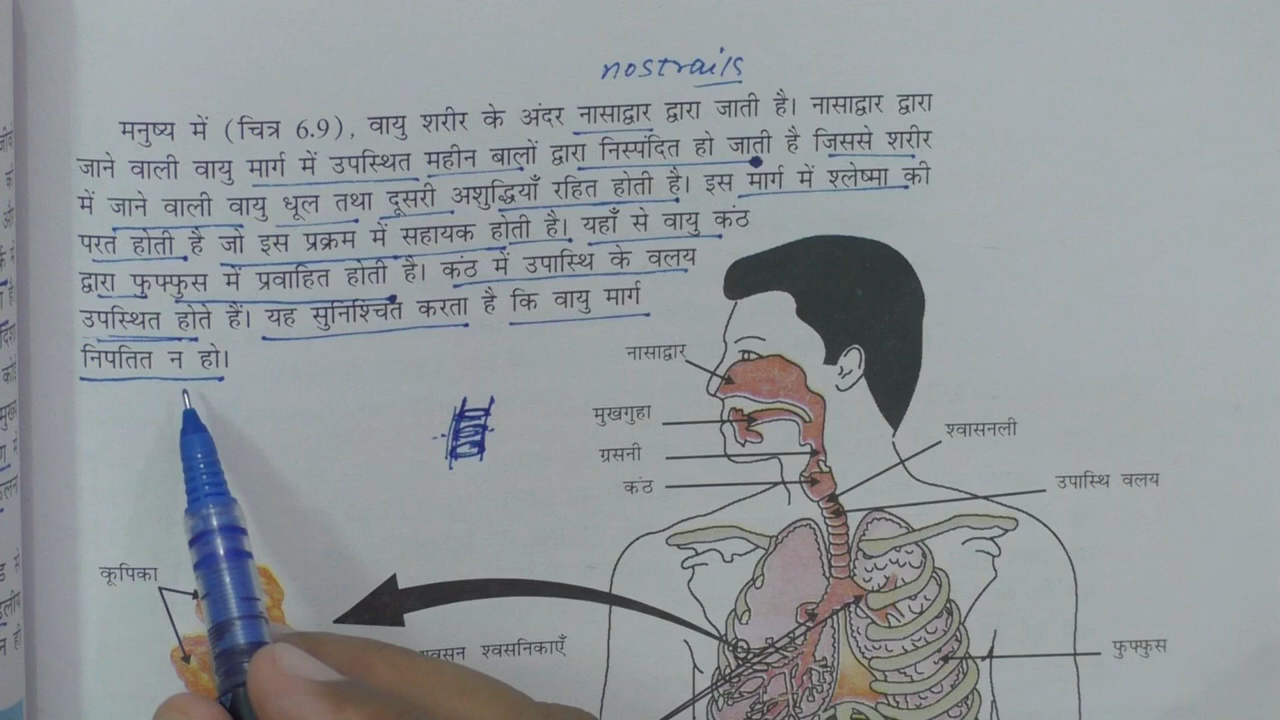 nostrails
मनुष्य में (चित्र 6.9), वायु शरीर के अंदर नासाद्वार द्वारा जाती है। नासाद्वार द्वारा
जाने वाली वायु मार्ग में उपस्थित महीन बालों द्वारा निस्पंदित हो जाती है जिससे शरीर
में जाने वाली वायु धूल तथा दूसरी अशुद्धियाँ रहित होती है। इस मार्ग में श्लेष्मा की
परत होती है जो इस प्रक्रम में सहायक होती है। यहाँ से वायु कंठ
द्वारा फुफ्फुस में प्रवाहित होती है। कंठ में उपास्थि के वलय
उपस्थित होते हैं। यह सुनिश्चित करता है कि वायु मार्ग
निपतित न हो।
नासाद्वार
मुखगुहा
श्वासनली
ग्रसनी
कंठ
उपास्थि वलय
कूपिका
श्वसनिकाएँ
फुफ्फुस